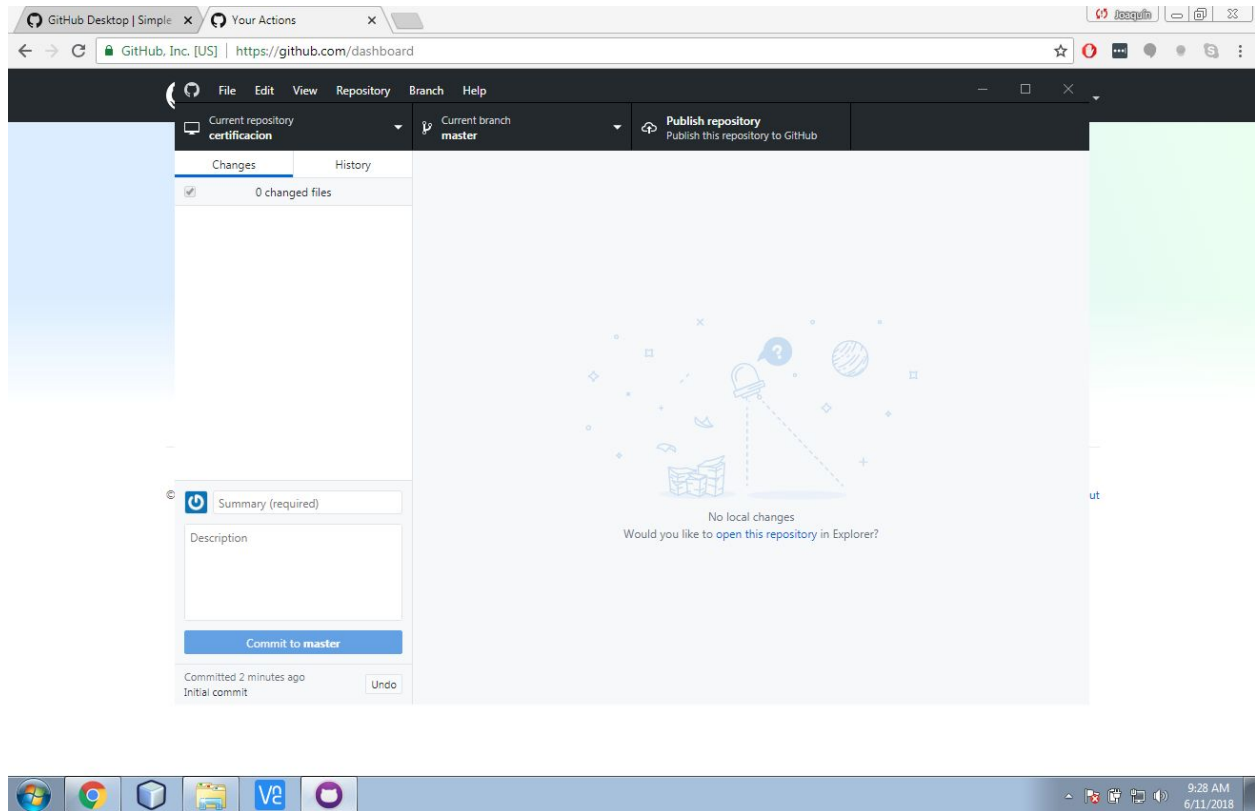 GitHub Desktop | Simple
Your Actions
Joaquín
GitHub, Inc. [US] | https://github.com/dashboard
File Edit View Repository Branch Help
Current repository
certificacion
Current branch
master
Publish repository
Publish this repository to GitHub
Changes History
0 changed files
?
No local changes
Would you like to open this repository in Explorer?
©
ut
Summary (required)
Description
Commit to master
Committed 2 minutes ago
Initial commit
Undo
9:28 AM
6/11/2018